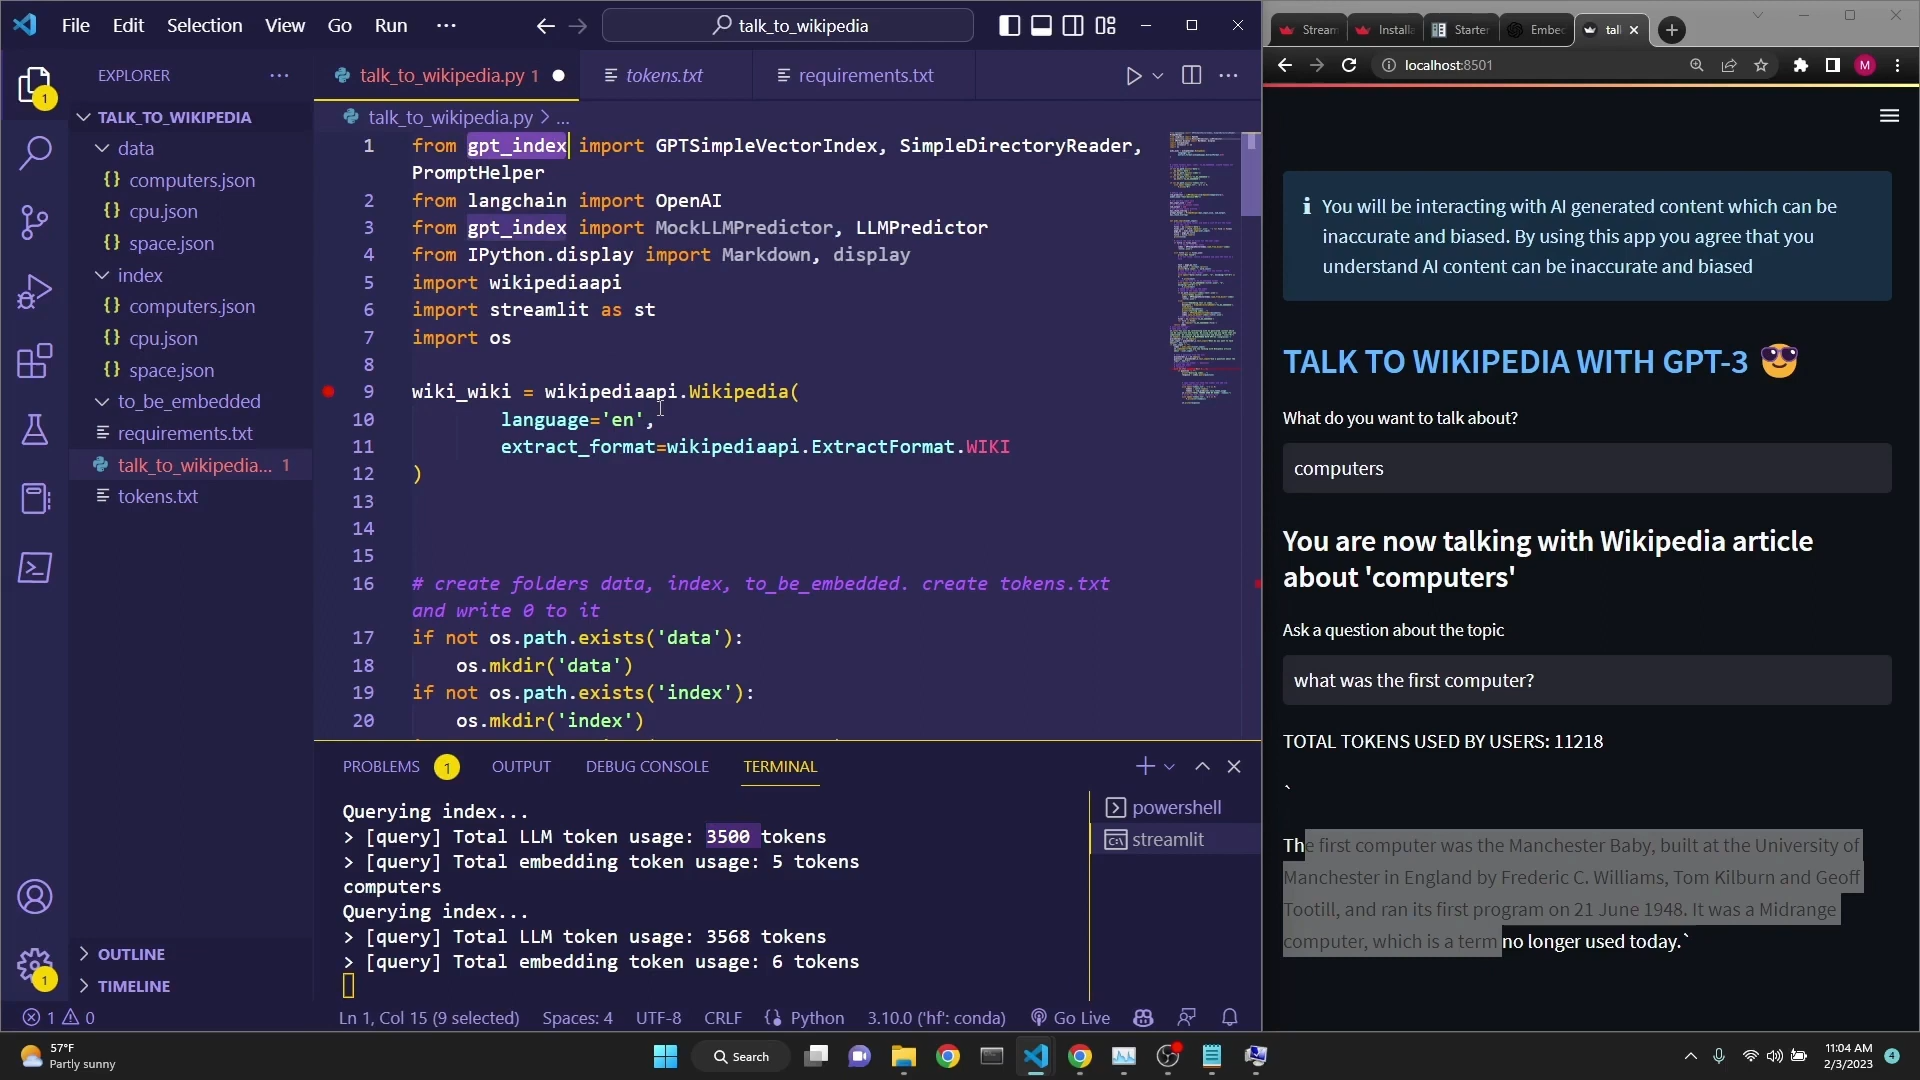 File Edit Selection View Go Run ···
talk_to_wikipedia
EXPLORER
TALK_TO_WIKIPEDIA
data
{} computers.json
{} cpu.json
{} space.json
index
{} computers.json
{} cpu.json
{} space.json
to_be_embedded
requirements.txt
talk_to_wikipedia... 1
tokens.txt
OUTLINE
TIMELINE
1
1
talk_to_wikipedia.py 1
tokens.txt
requirements.txt
talk_to_wikipedia.py > ...
1 from gpt_index import GPTSimpleVectorIndex, SimpleDirectoryReader,
PromptHelper
2 from langchain import OpenAI
3 from gpt_index import MockLLMPredictor, LLMPredictor
4 from IPython.display import Markdown, display
5 import wikipediaapi
6 import streamlit as st
7 import os
8
9 wiki_wiki = wikipediaapi.Wikipedia(
10 language='en',
11 extract_format=wikipediaapi.ExtractFormat.WIKI
12 )
13
14
15
16 # create folders data, index, to_be_embedded. create tokens.txt
and write 0 to it
17 if not os.path.exists('data'):
18 os.mkdir('data')
19 if not os.path.exists('index'):
20 os.mkdir('index')
PROBLEMS 1 OUTPUT DEBUG CONSOLE TERMINAL
Querying index...
> [query] Total LLM token usage: 3500 tokens
> [query] Total embedding token usage: 5 tokens
computers
Querying index...
> [query] Total LLM token usage: 3568 tokens
> [query] Total embedding token usage: 6 tokens
powershell
streamlit
1 0 Ln 1, Col 15 (9 selected) Spaces: 4 UTF-8 CRLF {} Python 3.10.0 ('hf': conda) Go Live
Stream Installa Starter Embed tal
localhost:8501
M
You will be interacting with AI generated content which can be
inaccurate and biased. By using this app you agree that you
understand AI content can be inaccurate and biased
TALK TO WIKIPEDIA WITH GPT-3 😎
What do you want to talk about?
computers
You are now talking with Wikipedia article
about 'computers'
Ask a question about the topic
what was the first computer?
TOTAL TOKENS USED BY USERS: 11218
`
The first computer was the Manchester Baby, built at the University of
Manchester in England by Frederic C. Williams, Tom Kilburn and Geoff
Tootill, and ran its first program on 21 June 1948. It was a Midrange
computer, which is a term no longer used today.`
57°F
Partly sunny
Search
11:04 AM
2/3/2023
4